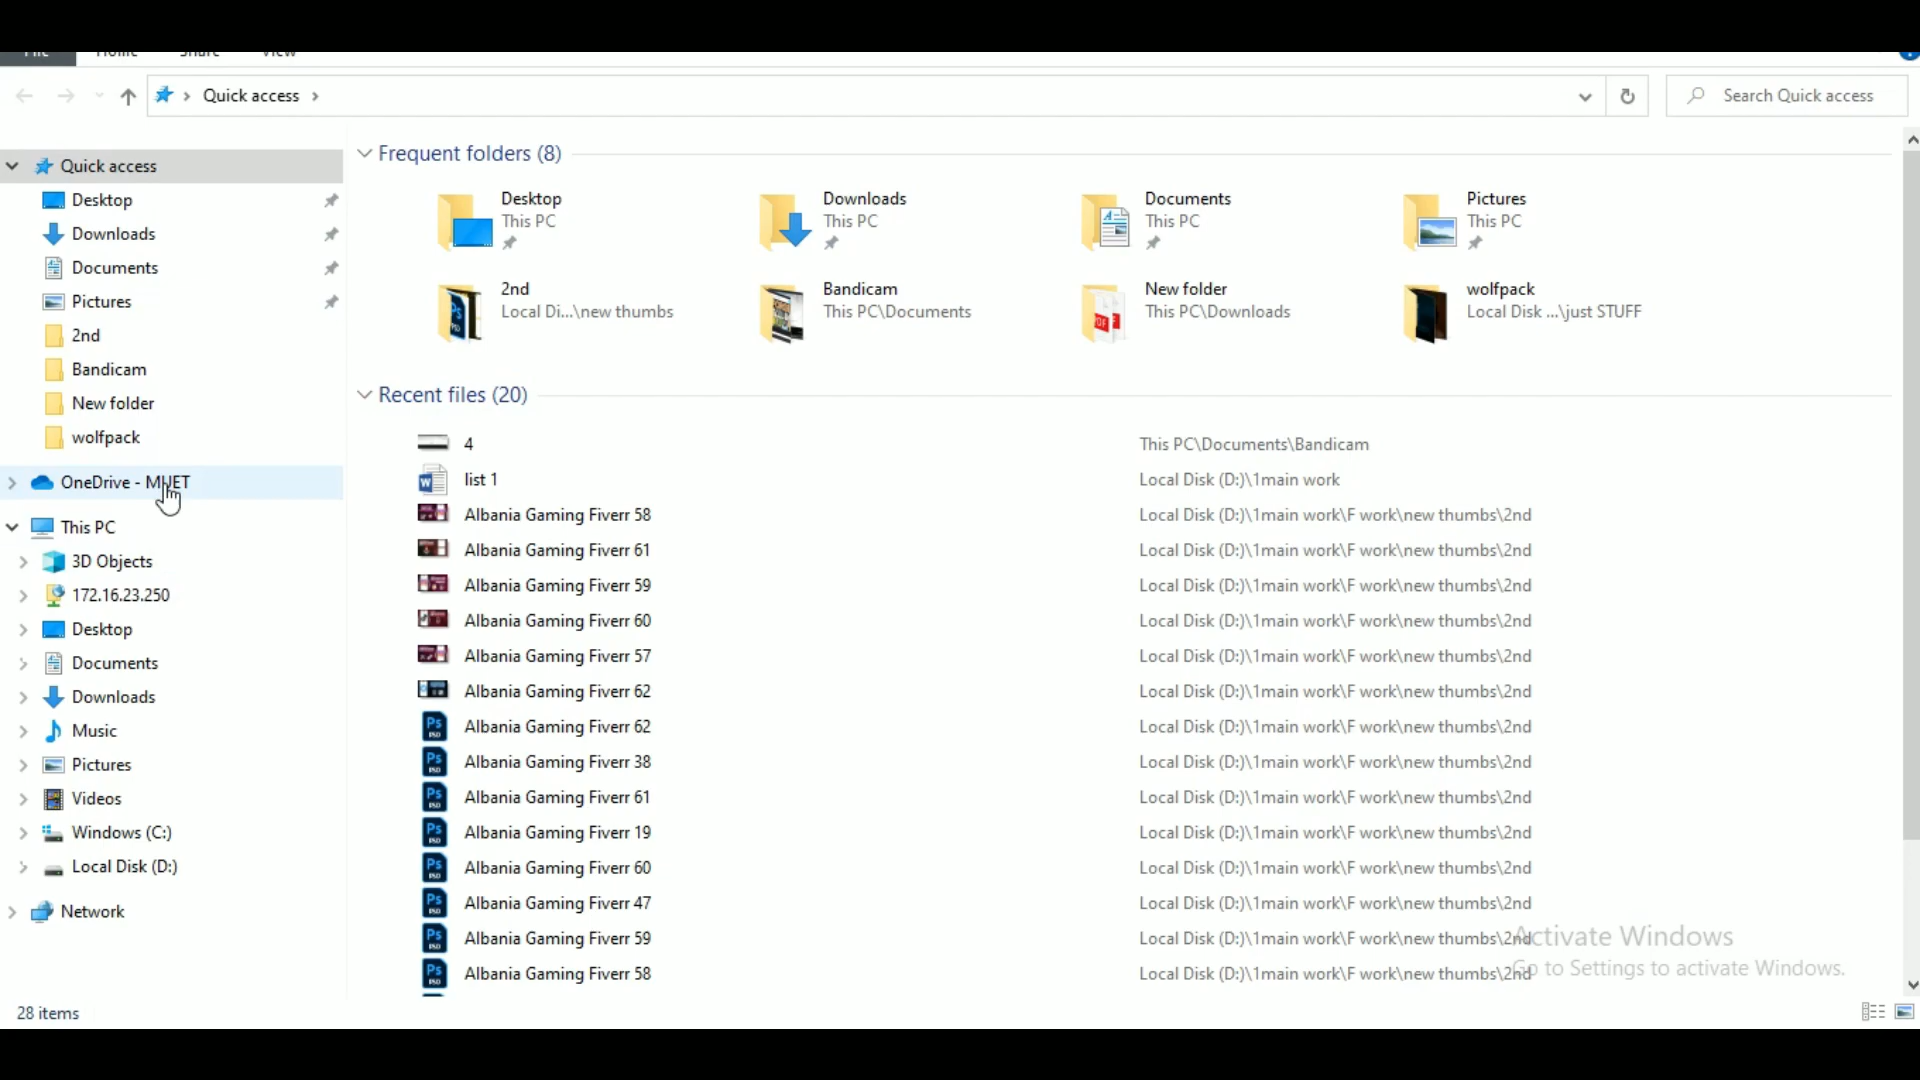 File Home Share View
Quick access
Search Quick access
Quick access
Desktop
Downloads
Documents
Pictures
2nd
Bandicam
New folder
wolfpack
OneDrive - MUET
This PC
3D Objects
172.16.23.250
Desktop
Documents
Downloads
Music
Pictures
Videos
Windows (C:)
Local Disk (D:)
Network
Frequent folders (8)
Desktop
This PC
Downloads
This PC
Documents
This PC
Pictures
This PC
2nd
Local Di...\new thumbs
Bandicam
This PC\Documents
New folder
This PC\Downloads
wolfpack
Local Disk ...\just STUFF
Recent files (20)
4 This PC\Documents\Bandicam
list 1 Local Disk (D:)\1main work
Albania Gaming Fiverr 58 Local Disk (D:)\1main work\F work\new thumbs\2nd
Albania Gaming Fiverr 61 Local Disk (D:)\1main work\F work\new thumbs\2nd
Albania Gaming Fiverr 59 Local Disk (D:)\1main work\F work\new thumbs\2nd
Albania Gaming Fiverr 60 Local Disk (D:)\1main work\F work\new thumbs\2nd
Albania Gaming Fiverr 57 Local Disk (D:)\1main work\F work\new thumbs\2nd
Albania Gaming Fiverr 62 Local Disk (D:)\1main work\F work\new thumbs\2nd
Albania Gaming Fiverr 62 Local Disk (D:)\1main work\F work\new thumbs\2nd
Albania Gaming Fiverr 38 Local Disk (D:)\1main work\F work\new thumbs\2nd
Albania Gaming Fiverr 61 Local Disk (D:)\1main work\F work\new thumbs\2nd
Albania Gaming Fiverr 19 Local Disk (D:)\1main work\F work\new thumbs\2nd
Albania Gaming Fiverr 60 Local Disk (D:)\1main work\F work\new thumbs\2nd
Albania Gaming Fiverr 47 Local Disk (D:)\1main work\F work\new thumbs\2nd
Albania Gaming Fiverr 59 Local Disk (D:)\1main work\F work\new thumbs\2nd
Albania Gaming Fiverr 58 Local Disk (D:)\1main work\F work\new thumbs\2nd
Activate Windows
Go to Settings to activate Windows.
28 items